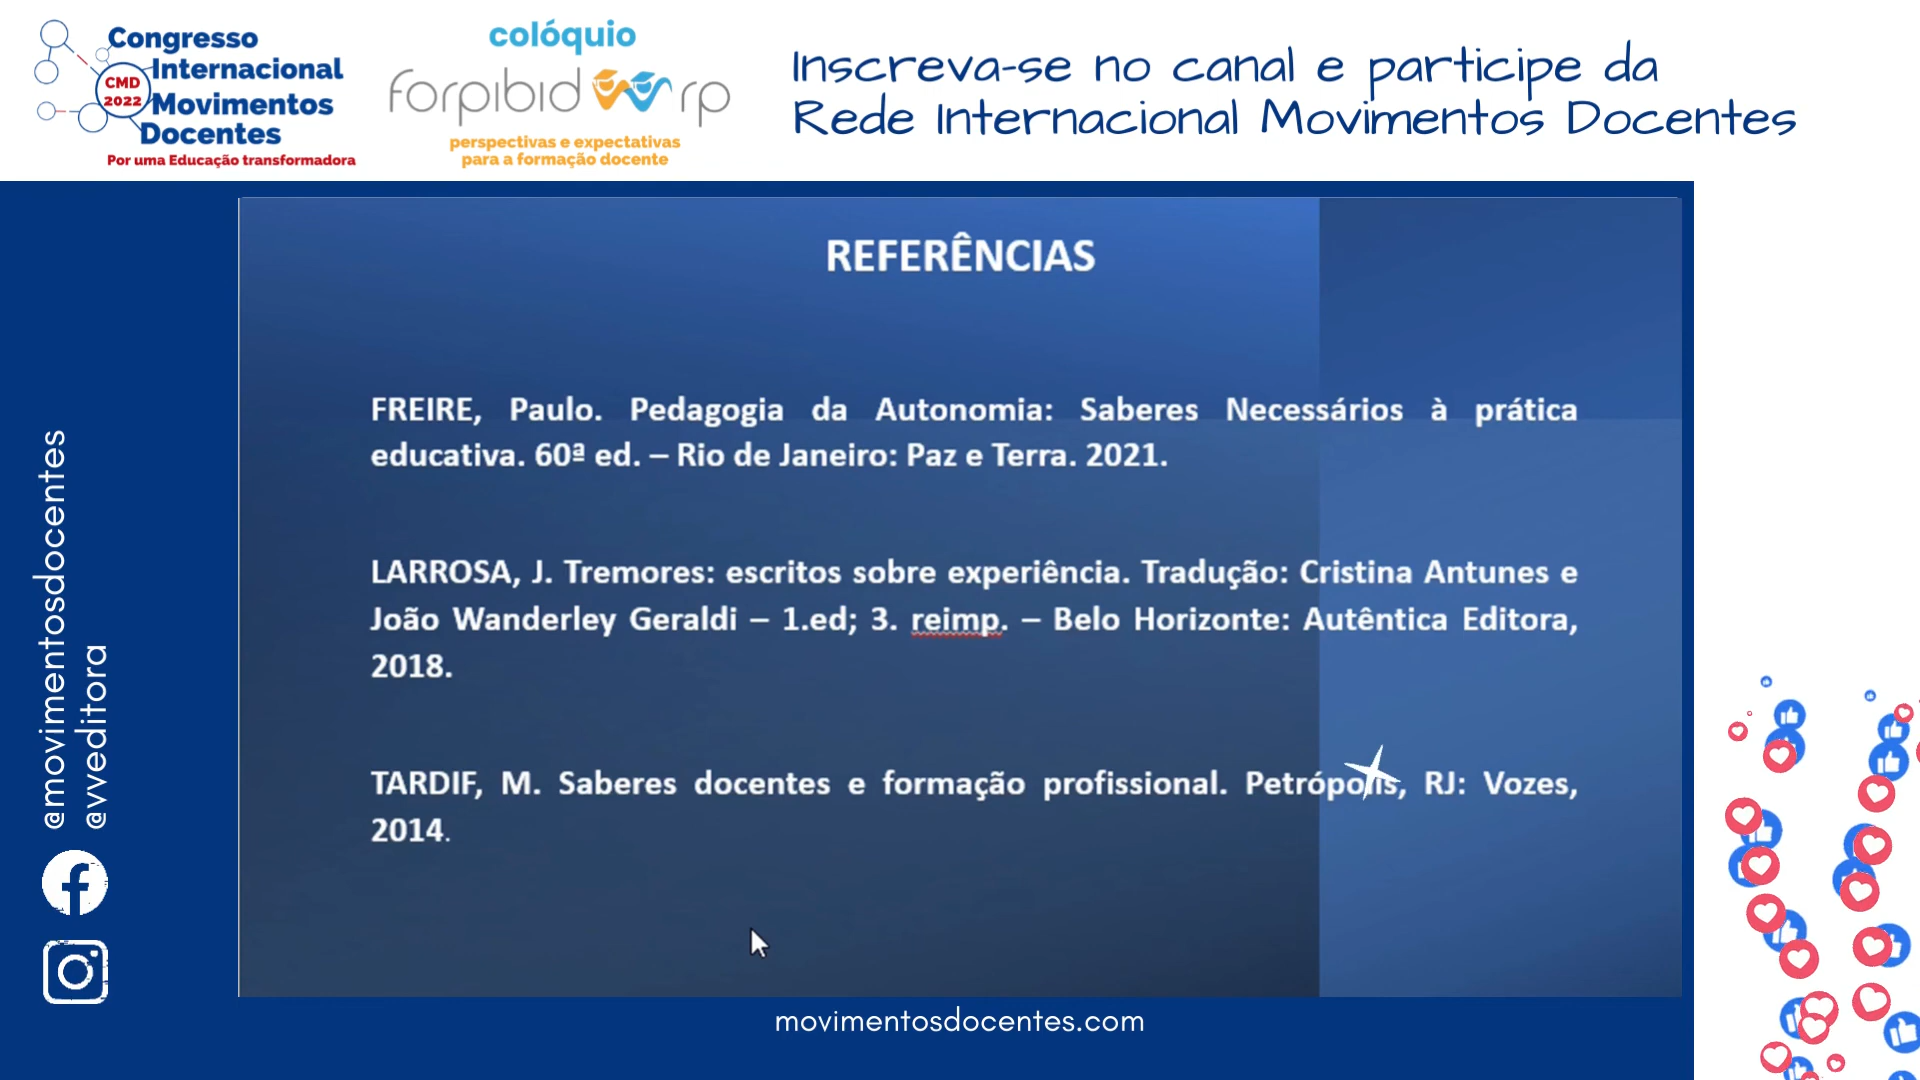 Congresso
Internacional
CMD
2022
Movimentos
Docentes
Por uma Educação transformadora
colóquio
forpibid rp
perspectivas e expectativas
para a formação docente
Inscreva-se no canal e participe da
Rede Internacional Movimentos Docentes
REFERÊNCIAS
FREIRE, Paulo. Pedagogia da Autonomia: Saberes Necessários à prática
educativa. 60ª ed. – Rio de Janeiro: Paz e Terra. 2021.
LARROSA, J. Tremores: escritos sobre experiência. Tradução: Cristina Antunes e
João Wanderley Geraldi – 1.ed; 3. reimp. – Belo Horizonte: Autêntica Editora,
2018.
TARDIF, M. Saberes docentes e formação profissional. Petrópolis, RJ: Vozes,
2014.
@movimentosdocentes
@vveditora
movimentosdocentes.com